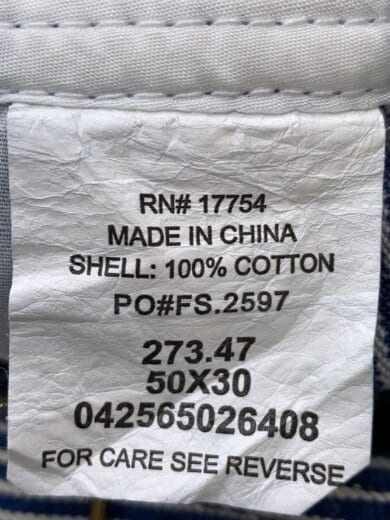 RN# 17754
MADE IN CHINA
SHELL: 100% COTTON
PO#FS.2597
273.47
50X30
042565026408
FOR CARE SEE REVERSE